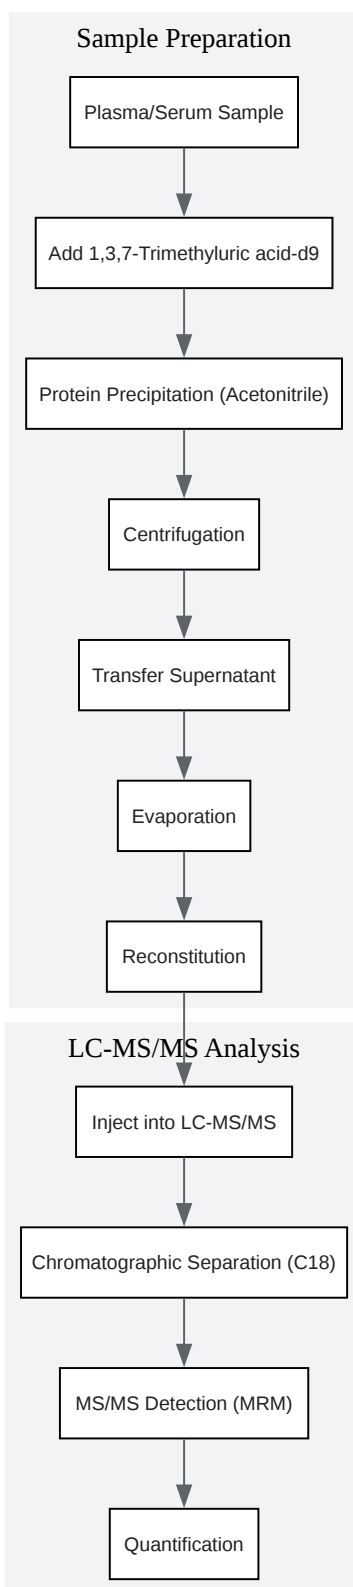 Sample Preparation
Plasma/Serum Sample
Add 1,3,7-Trimethyluric acid-d9
Protein Precipitation (Acetonitrile)
Centrifugation
Transfer Supernatant
Evaporation
Reconstitution
LC-MS/MS Analysis
Inject into LC-MS/MS
Chromatographic Separation (C18)
MS/MS Detection (MRM)
Quantification